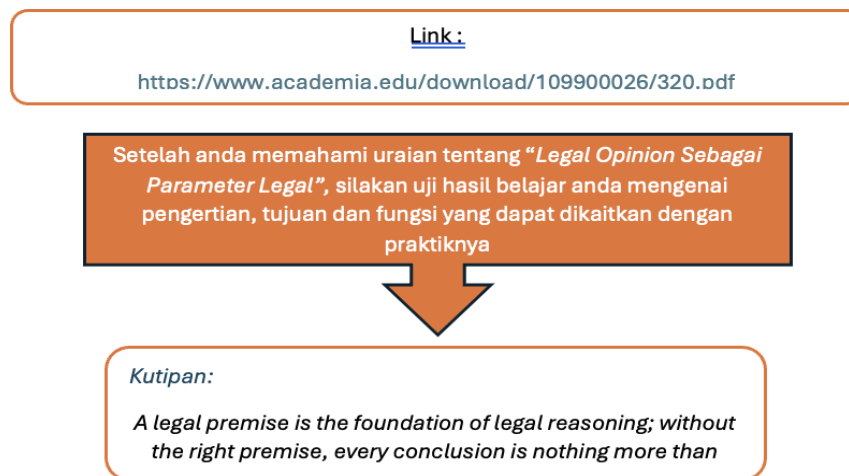 Link :
https://www.academia.edu/download/109900026/320.pdf
Setelah anda memahami uraian tentang “Legal Opinion Sebagai
Parameter Legal”, silakan uji hasil belajar anda mengenai
pengertian, tujuan dan fungsi yang dapat dikaitkan dengan
praktiknya
Kutipan:
A legal premise is the foundation of legal reasoning; without
the right premise, every conclusion is nothing more than